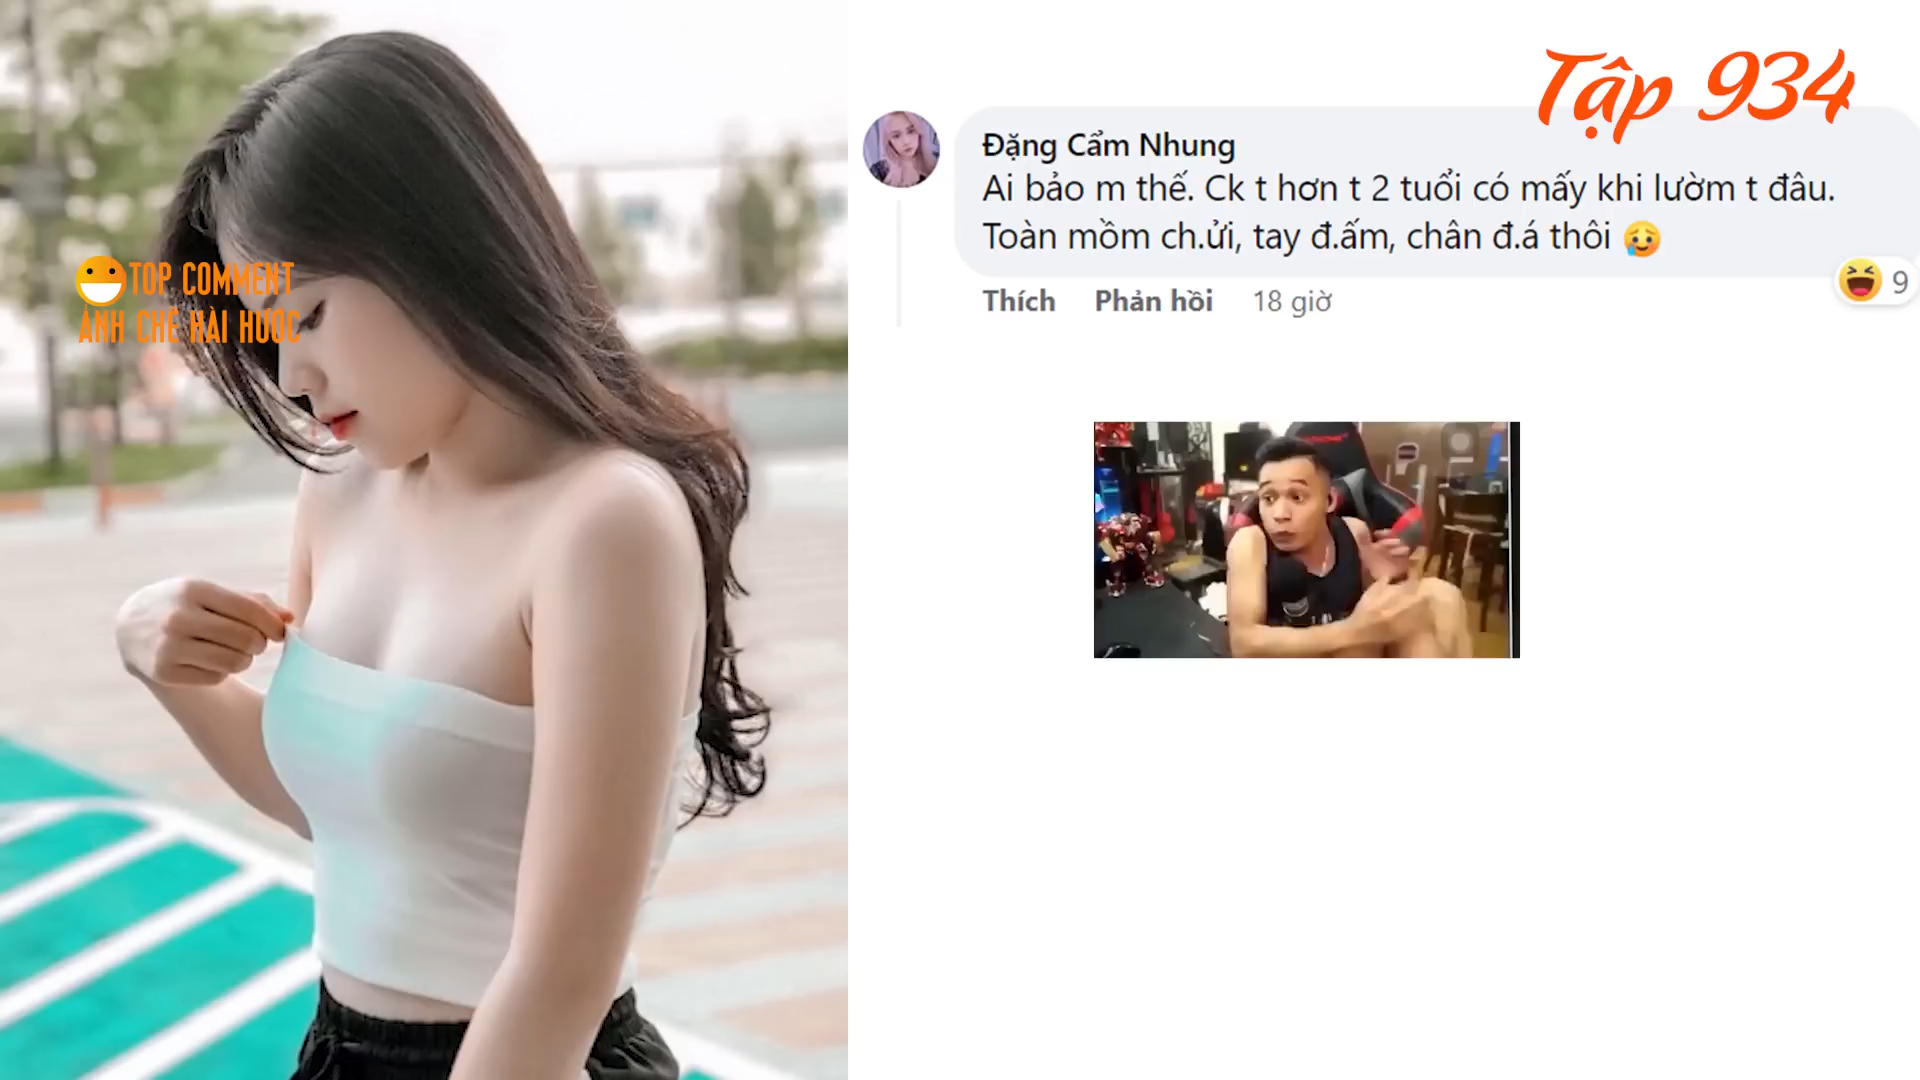 Tập 934
Đặng Cẩm Nhung
Ai bảo m thế. Ck t hơn t 2 tuổi có mấy khi lườm t đâu.
Toàn mồm ch.ửi, tay đ.ấm, chân đ.á thôi 😥
9
Thích Phản hồi 18 giờ
TOP COMMENT
ẢNH CHẾ HÀI HƯỚC